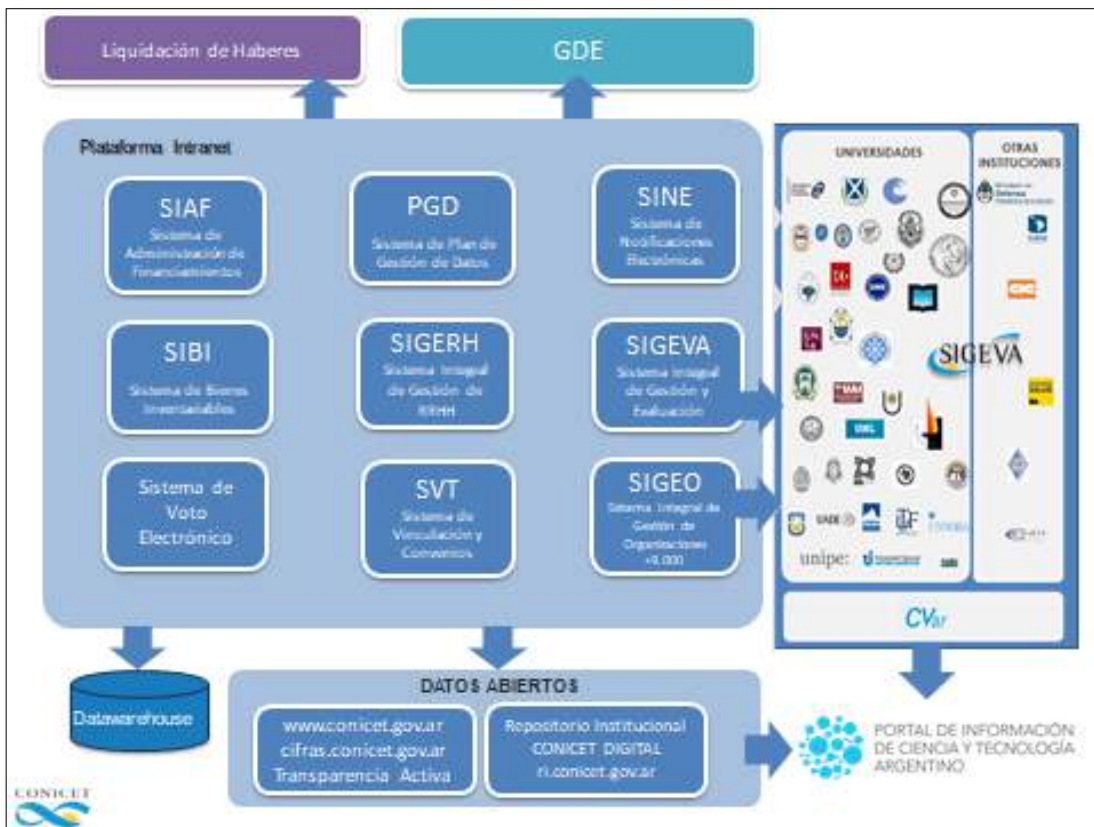 Liquidación de Haberes
GDE
Plataforma Intranet
SIAF
Sistema de
Administración de
Financiamientos
PGD
Sistema de Plan de
Gestión de Datos
SINE
Sistema de
Notificaciones
Electrónicas
SIBI
Sistema de Bienes
Inventariables
SIGERH
Sistema Integral
de Gestión de
RRHH
SIGEVA
Sistema Integral
de Gestión y
Evaluación
Sistema de
Voto
Electrónico
SVT
Sistema de
Vinculación y
Convenios
SIGEO
Sistema Integral de
Gestión de
Organizaciones
+9.000
UNIVERSIDADES
OTRAS
INSTITUCIONES
Defensa
CIC
SIGEVA
UNL
UADE
unipe:
CVar
Datawarehouse
DATOS ABIERTOS
www.conicet.gov.ar
cifras.conicet.gov.ar
Transparencia Activa
Repositorio Institucional
CONICET DIGITAL
ri.conicet.gov.ar
PORTAL DE INFORMACIÓN
DE CIENCIA Y TECNOLOGÍA
ARGENTINO
CONICET